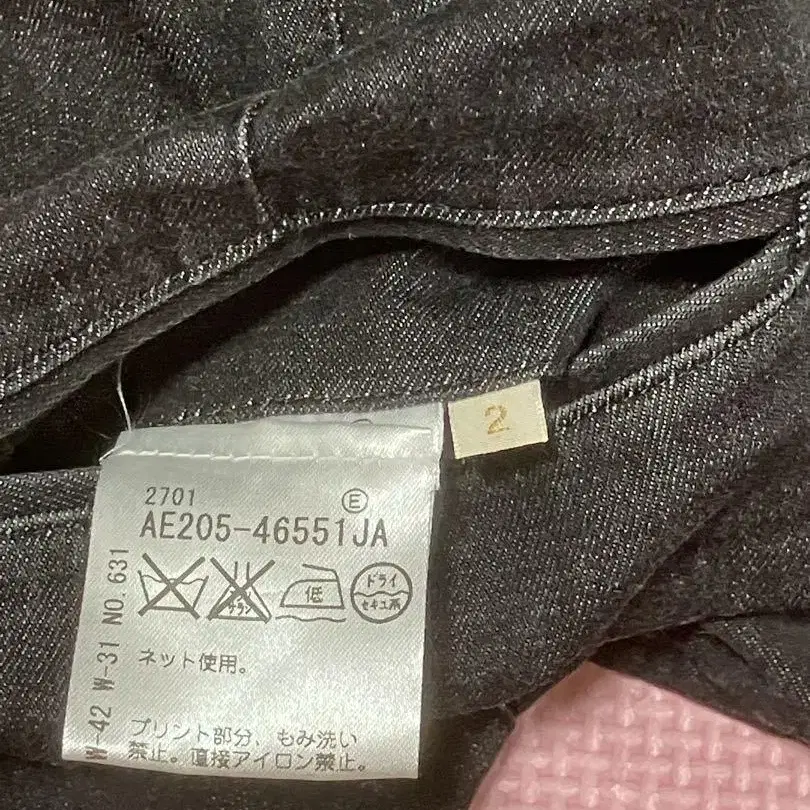 2
2701
Ⓔ
AE205-46551JA
低
ドライ
セキユ系
ネット使用。
プリント部分、もみ洗い
禁止。直接アイロン禁止。
W-42 W-31 NO.631